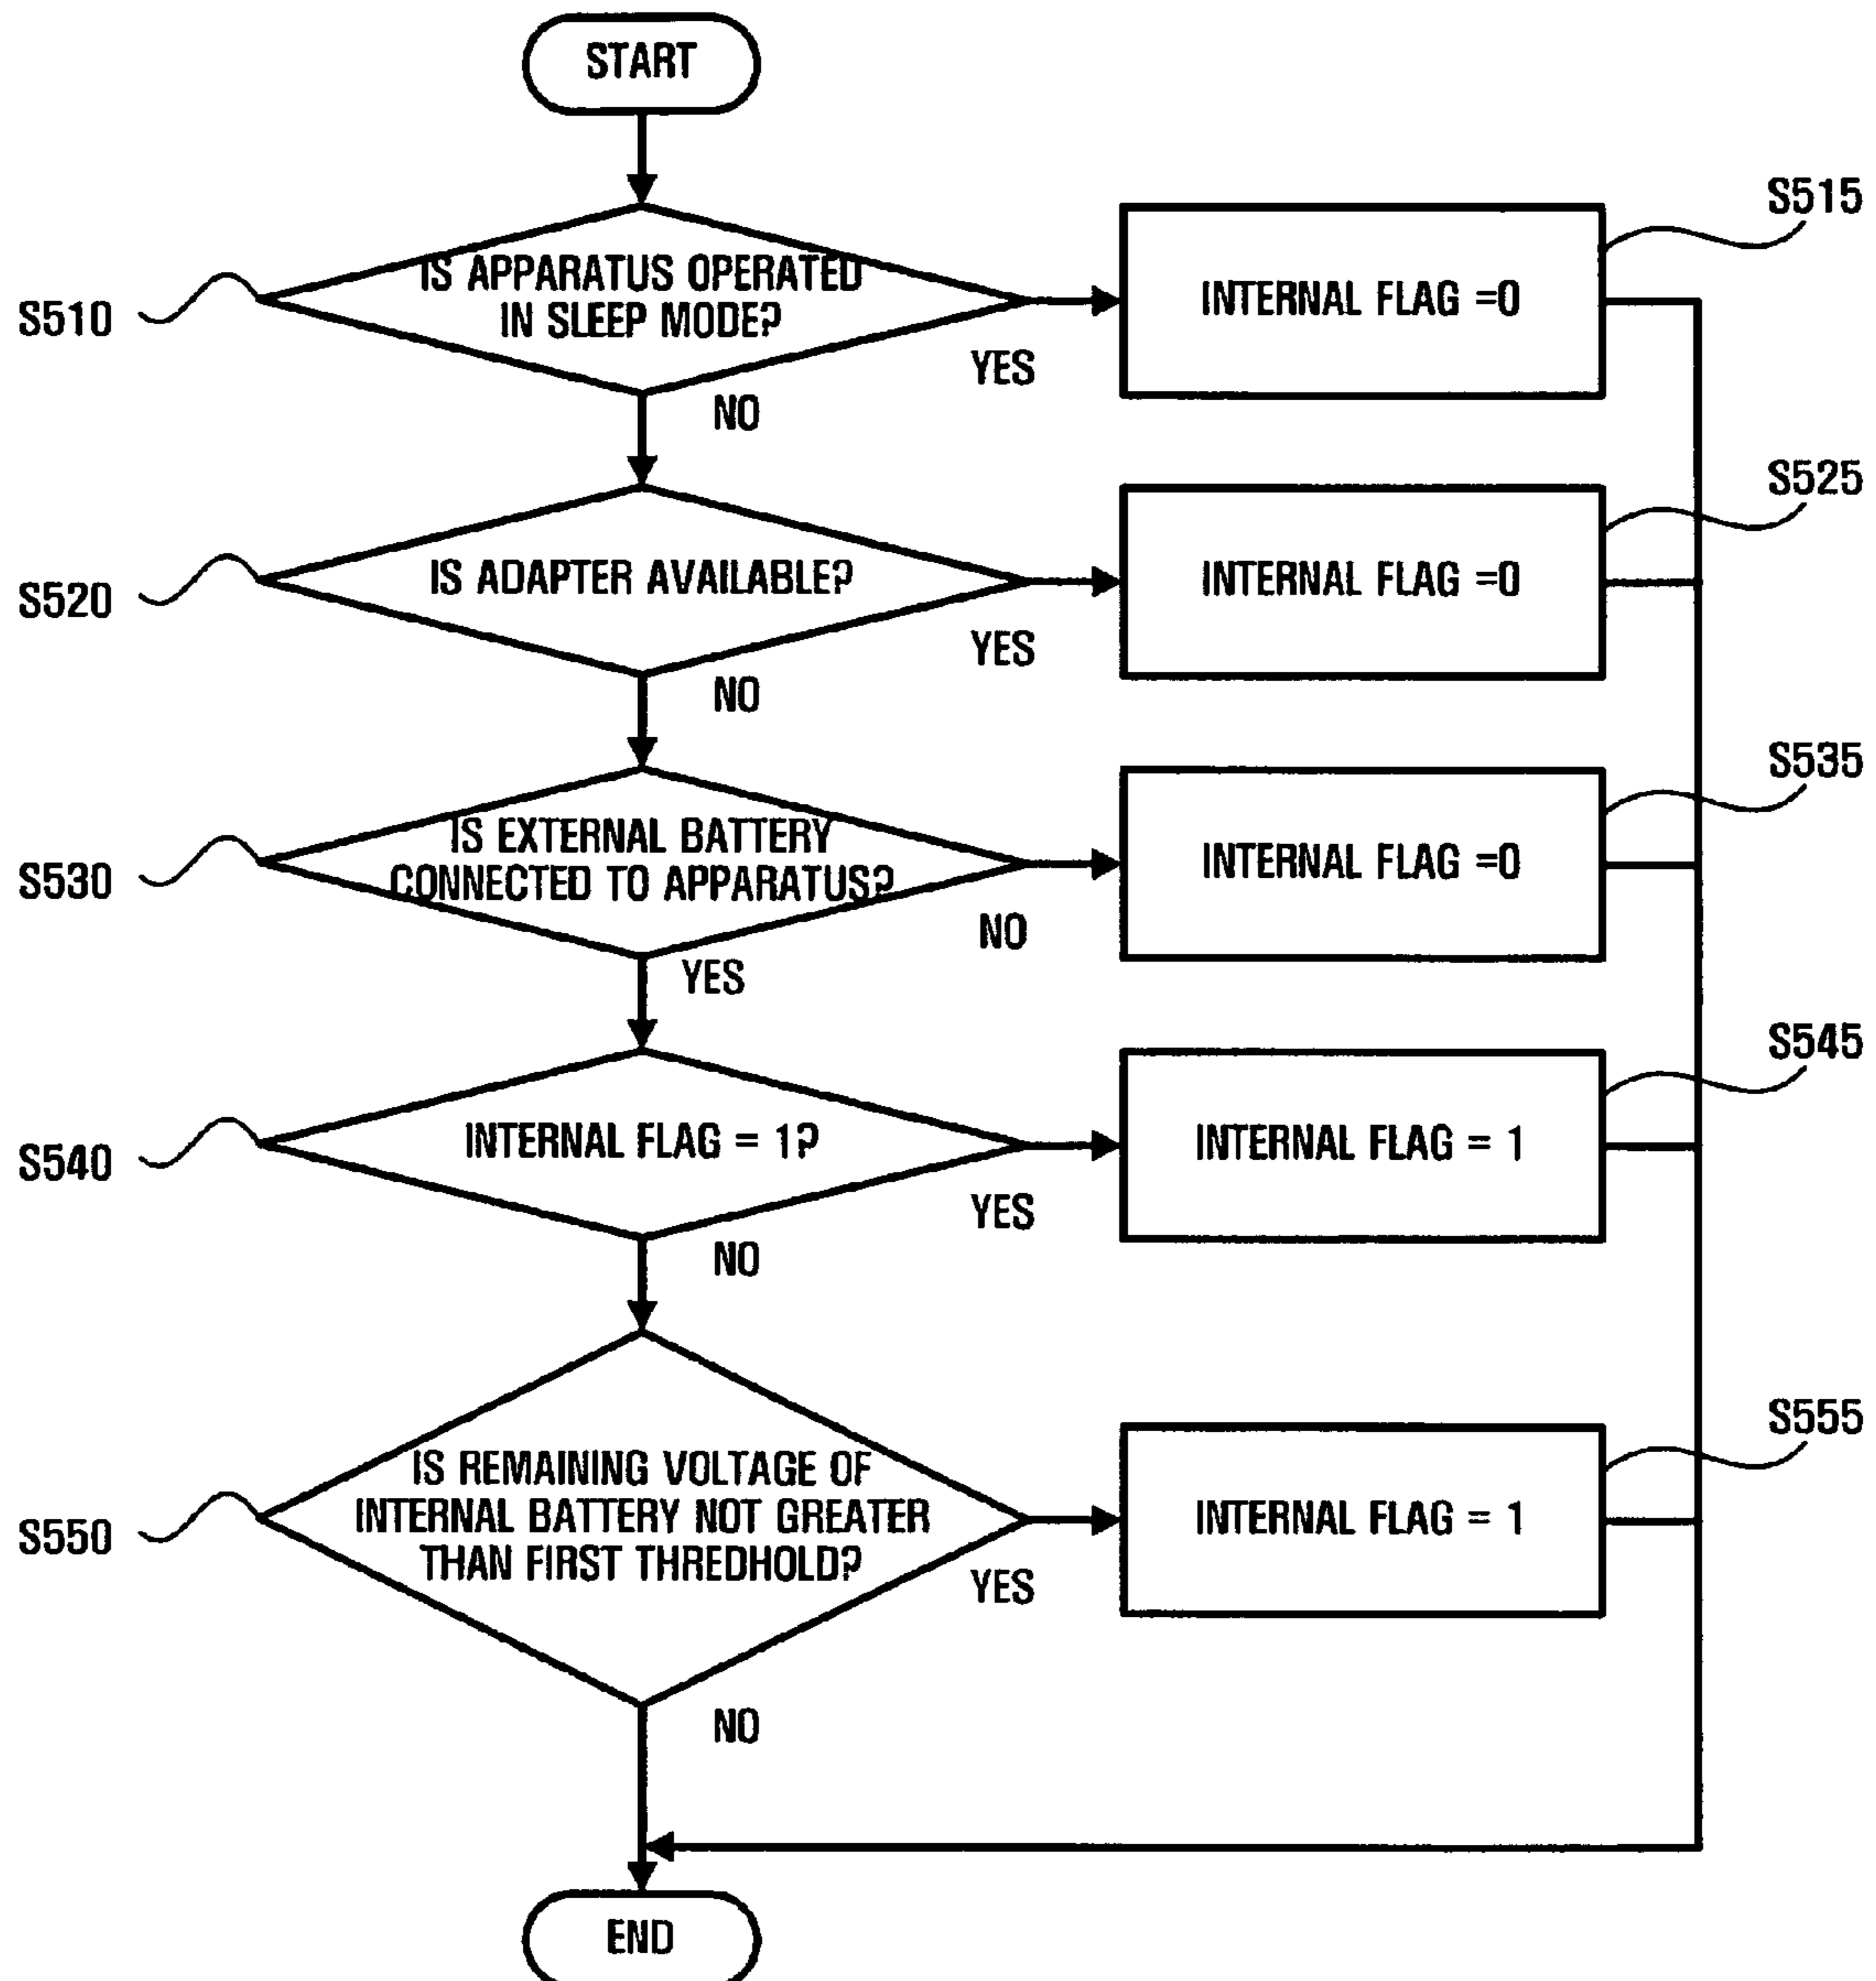 START
S510
IS APPARATUS OPERATED
IN SLEEP MODE?
YES
NO
INTERNAL FLAG =0
S515
S520
IS ADAPTER AVAILABLE?
YES
NO
INTERNAL FLAG =0
S525
S530
IS EXTERNAL BATTERY
CONNECTED TO APPARATUS?
NO
YES
INTERNAL FLAG =0
S535
S540
INTERNAL FLAG = 1?
YES
NO
INTERNAL FLAG = 1
S545
S550
IS REMAINING VOLTAGE OF
INTERNAL BATTERY NOT GREATER
THAN FIRST THREDHOLD?
YES
NO
INTERNAL FLAG = 1
S555
END